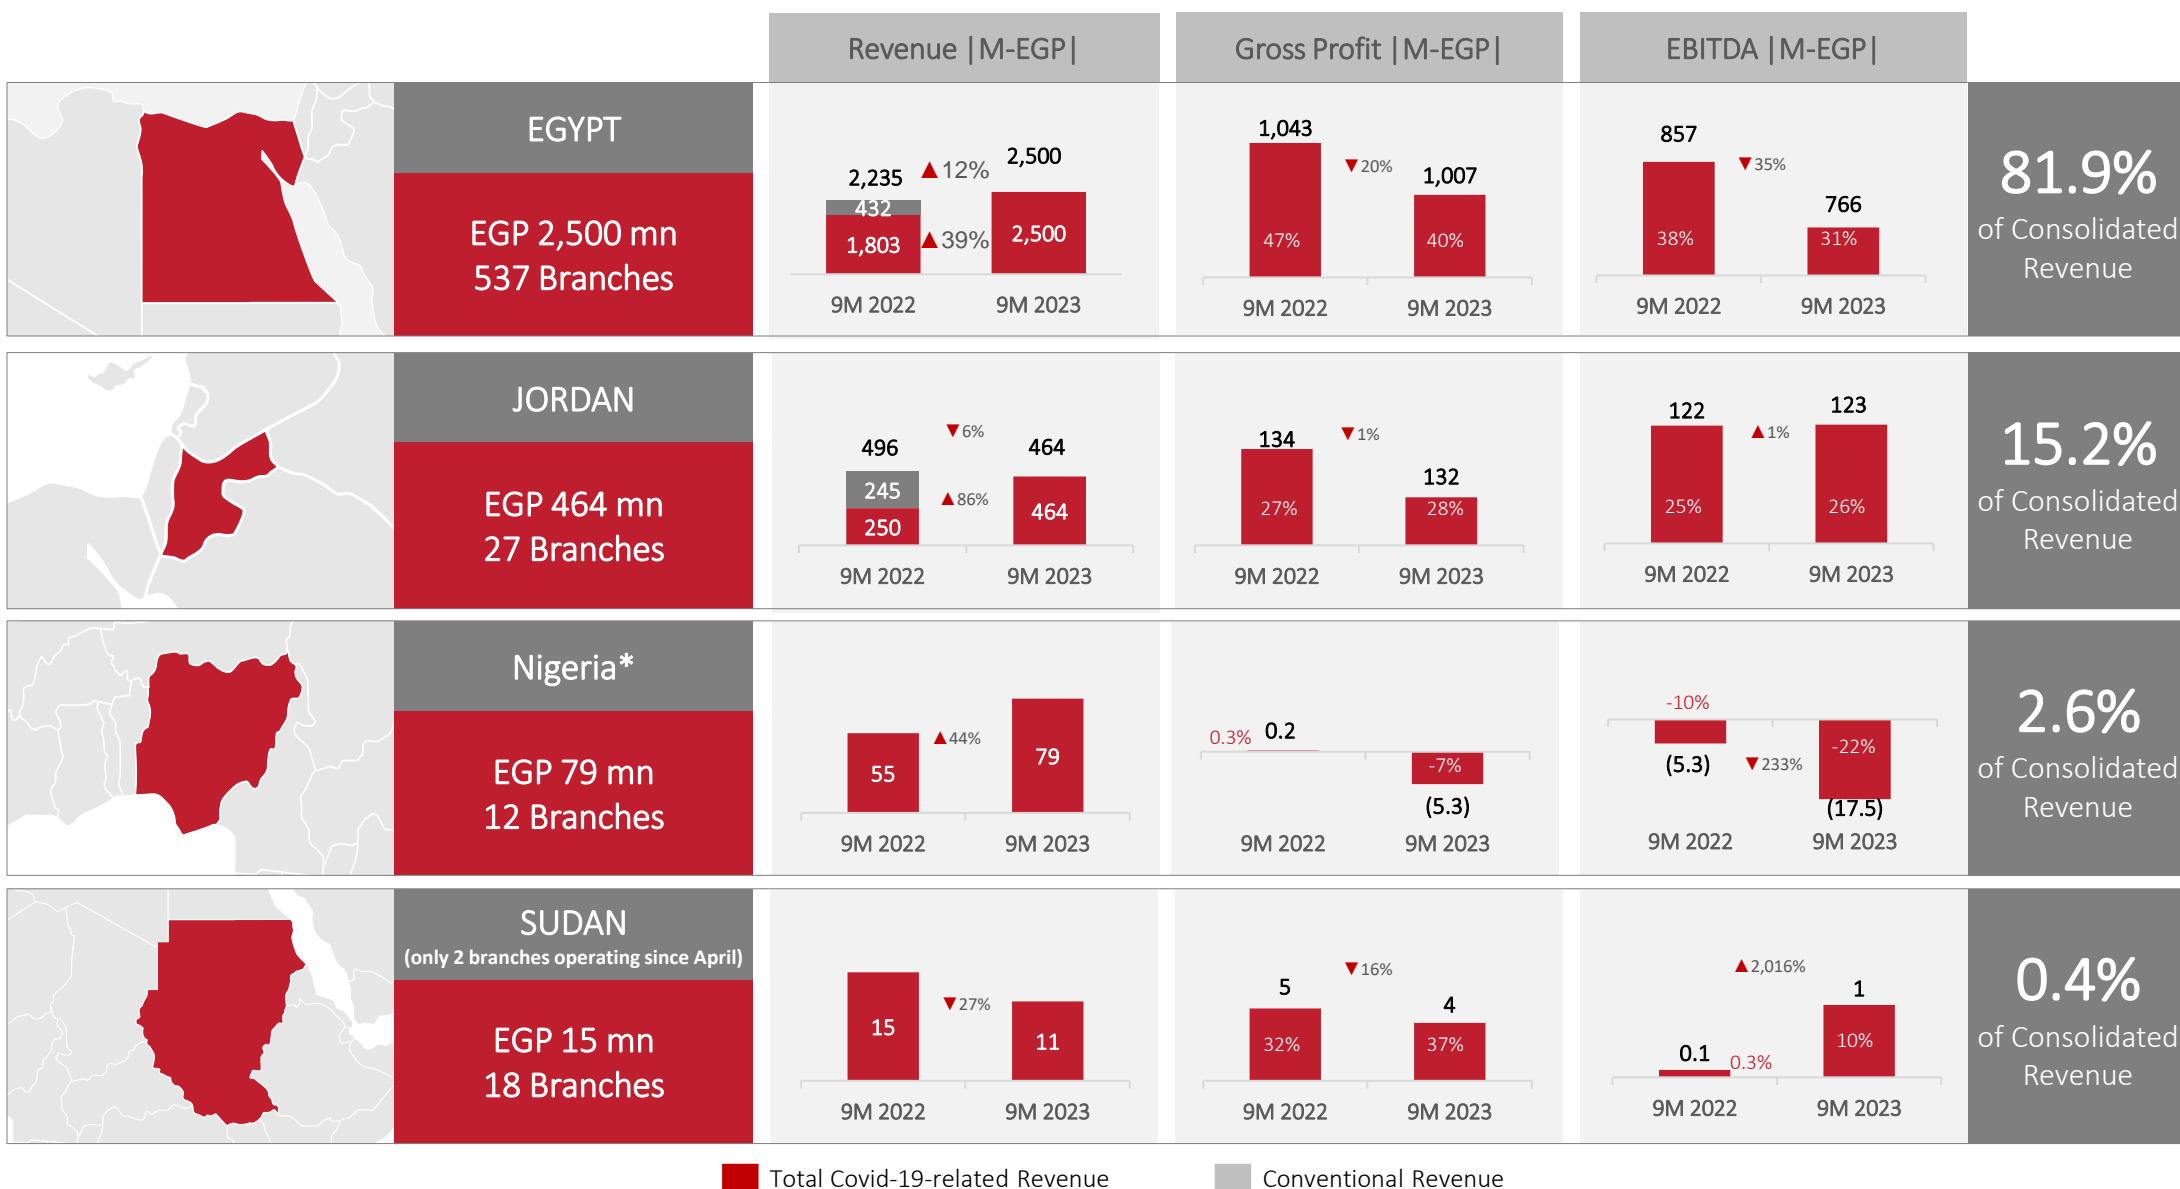 Revenue |M-EGP|
Gross Profit |M-EGP|
EBITDA |M-EGP|
EGYPT
EGP 2,500 mn
537 Branches
2,235
432
1,803
▲12%
▲39%
2,500
2,500
9M 2022
9M 2023
1,043
47%
▼20%
1,007
40%
9M 2022
9M 2023
857
38%
▼35%
766
31%
9M 2022
9M 2023
81.9%
of Consolidated
Revenue
JORDAN
EGP 464 mn
27 Branches
496
245
250
▼6%
▲86%
464
464
9M 2022
9M 2023
134
27%
▼1%
132
28%
9M 2022
9M 2023
122
25%
▲1%
123
26%
9M 2022
9M 2023
15.2%
of Consolidated
Revenue
Nigeria*
EGP 79 mn
12 Branches
55
▲44%
79
9M 2022
9M 2023
0.3%
0.2
-7%
(5.3)
9M 2022
9M 2023
-10%
(5.3)
▼233%
-22%
(17.5)
9M 2022
9M 2023
2.6%
of Consolidated
Revenue
SUDAN
(only 2 branches operating since April)
EGP 15 mn
18 Branches
15
▼27%
11
9M 2022
9M 2023
5
32%
▼16%
4
37%
9M 2022
9M 2023
0.1
0.3%
▲2,016%
1
10%
9M 2022
9M 2023
0.4%
of Consolidated
Revenue
Total Covid-19-related Revenue
Conventional Revenue